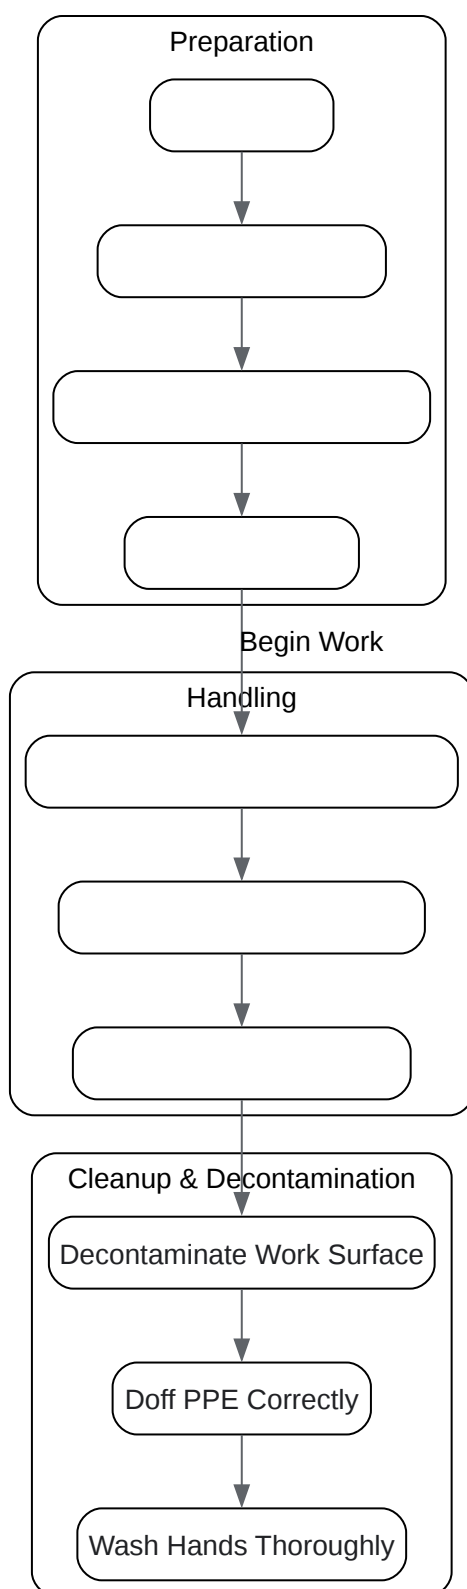 Preparation
Begin Work
Handling
Cleanup & Decontamination
Decontaminate Work Surface
Doff PPE Correctly
Wash Hands Thoroughly